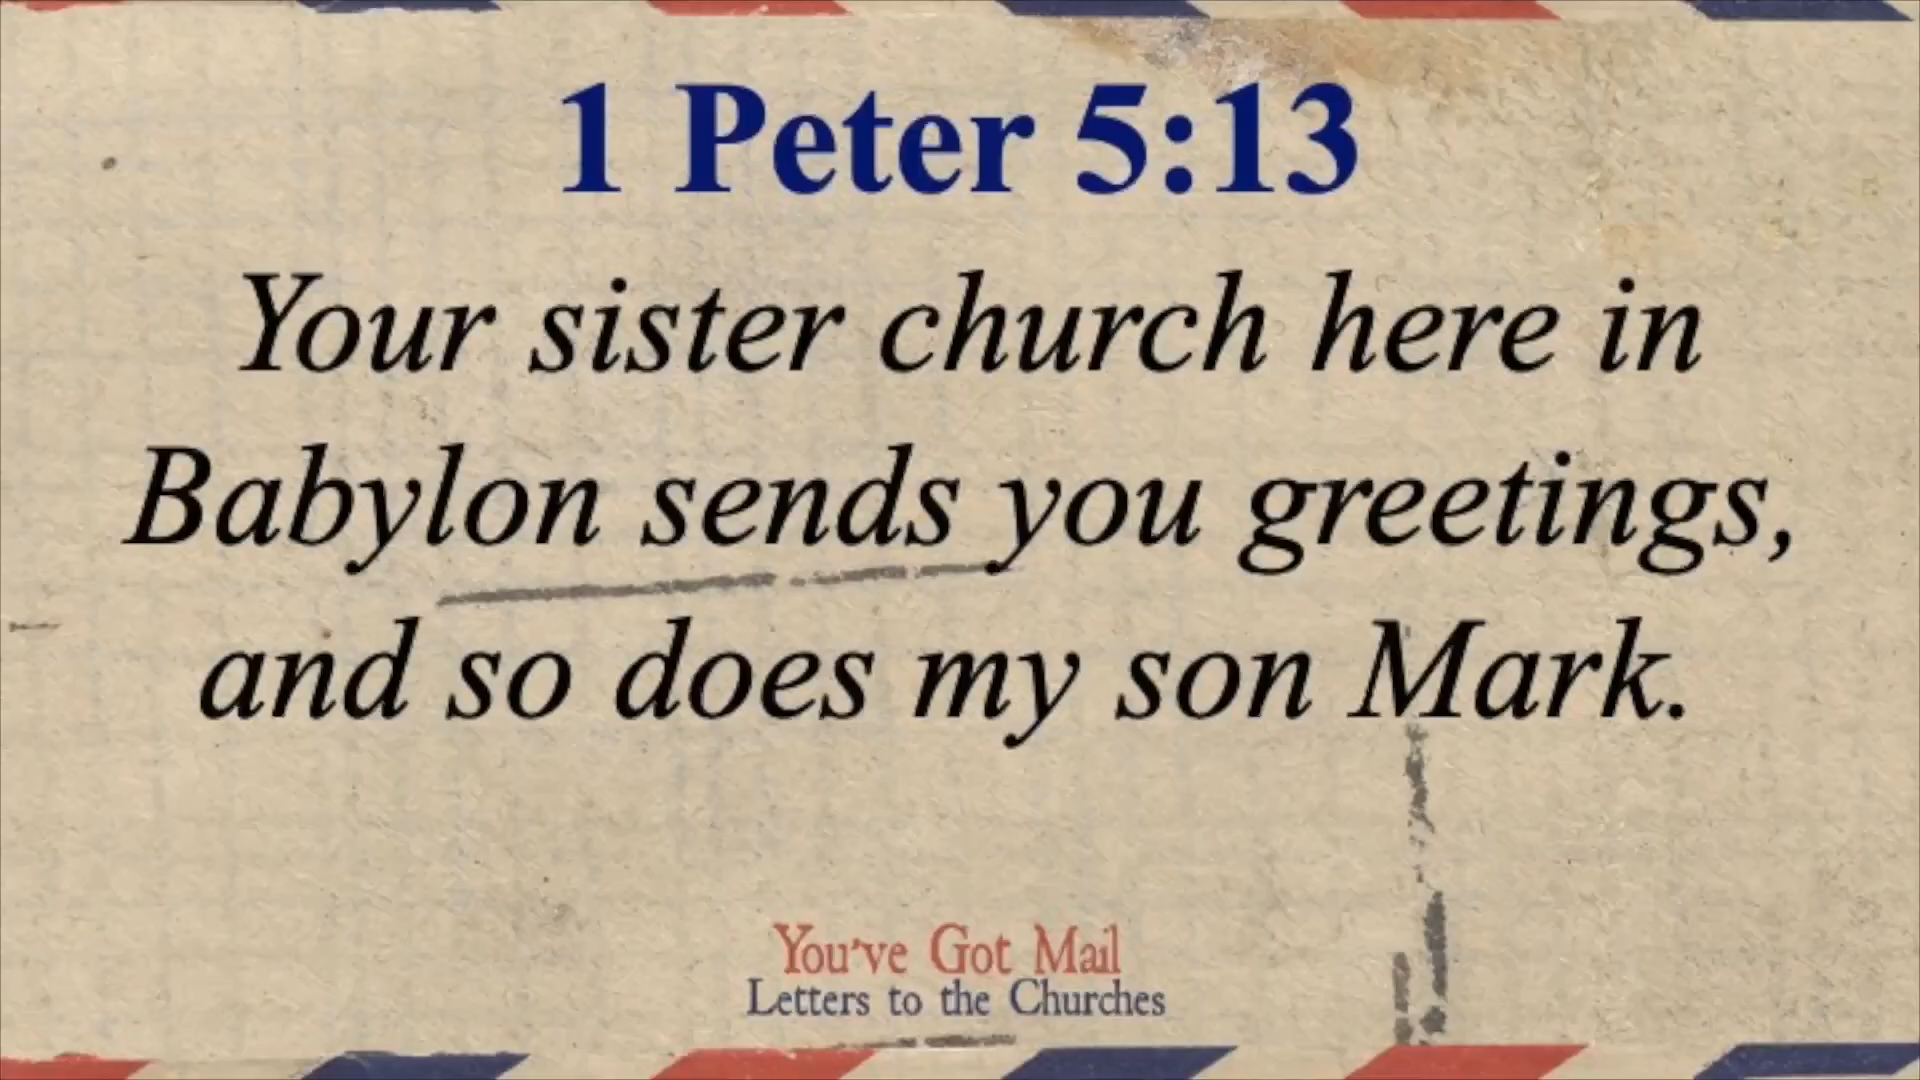 1 Peter 5:13
Your sister church here in
Babylon sends you greetings,
and so does my son Mark.
You've Got Mail
Letters to the Churches